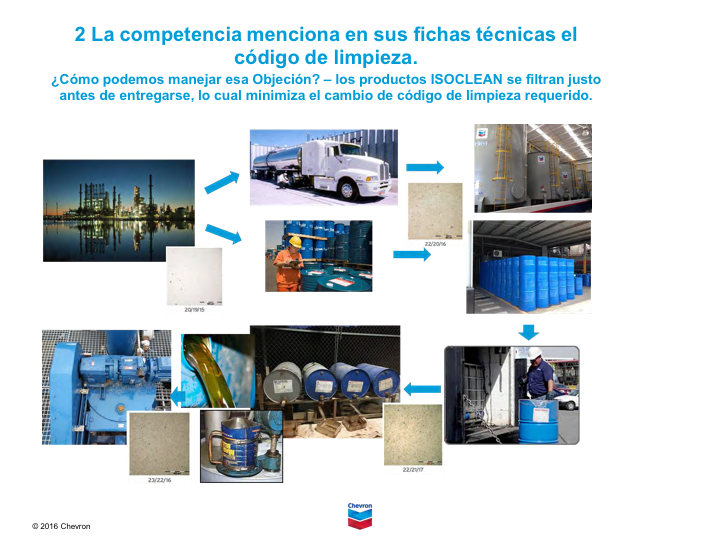 2 La competencia menciona en sus fichas técnicas el
código de limpieza.
¿Cómo podemos manejar esa Objeción? – los productos ISOCLEAN se filtran justo
antes de entregarse, lo cual minimiza el cambio de código de limpieza requerido.
22/20/16
20/19/15
22/21/17
23/22/16
Chevron
© 2016 Chevron